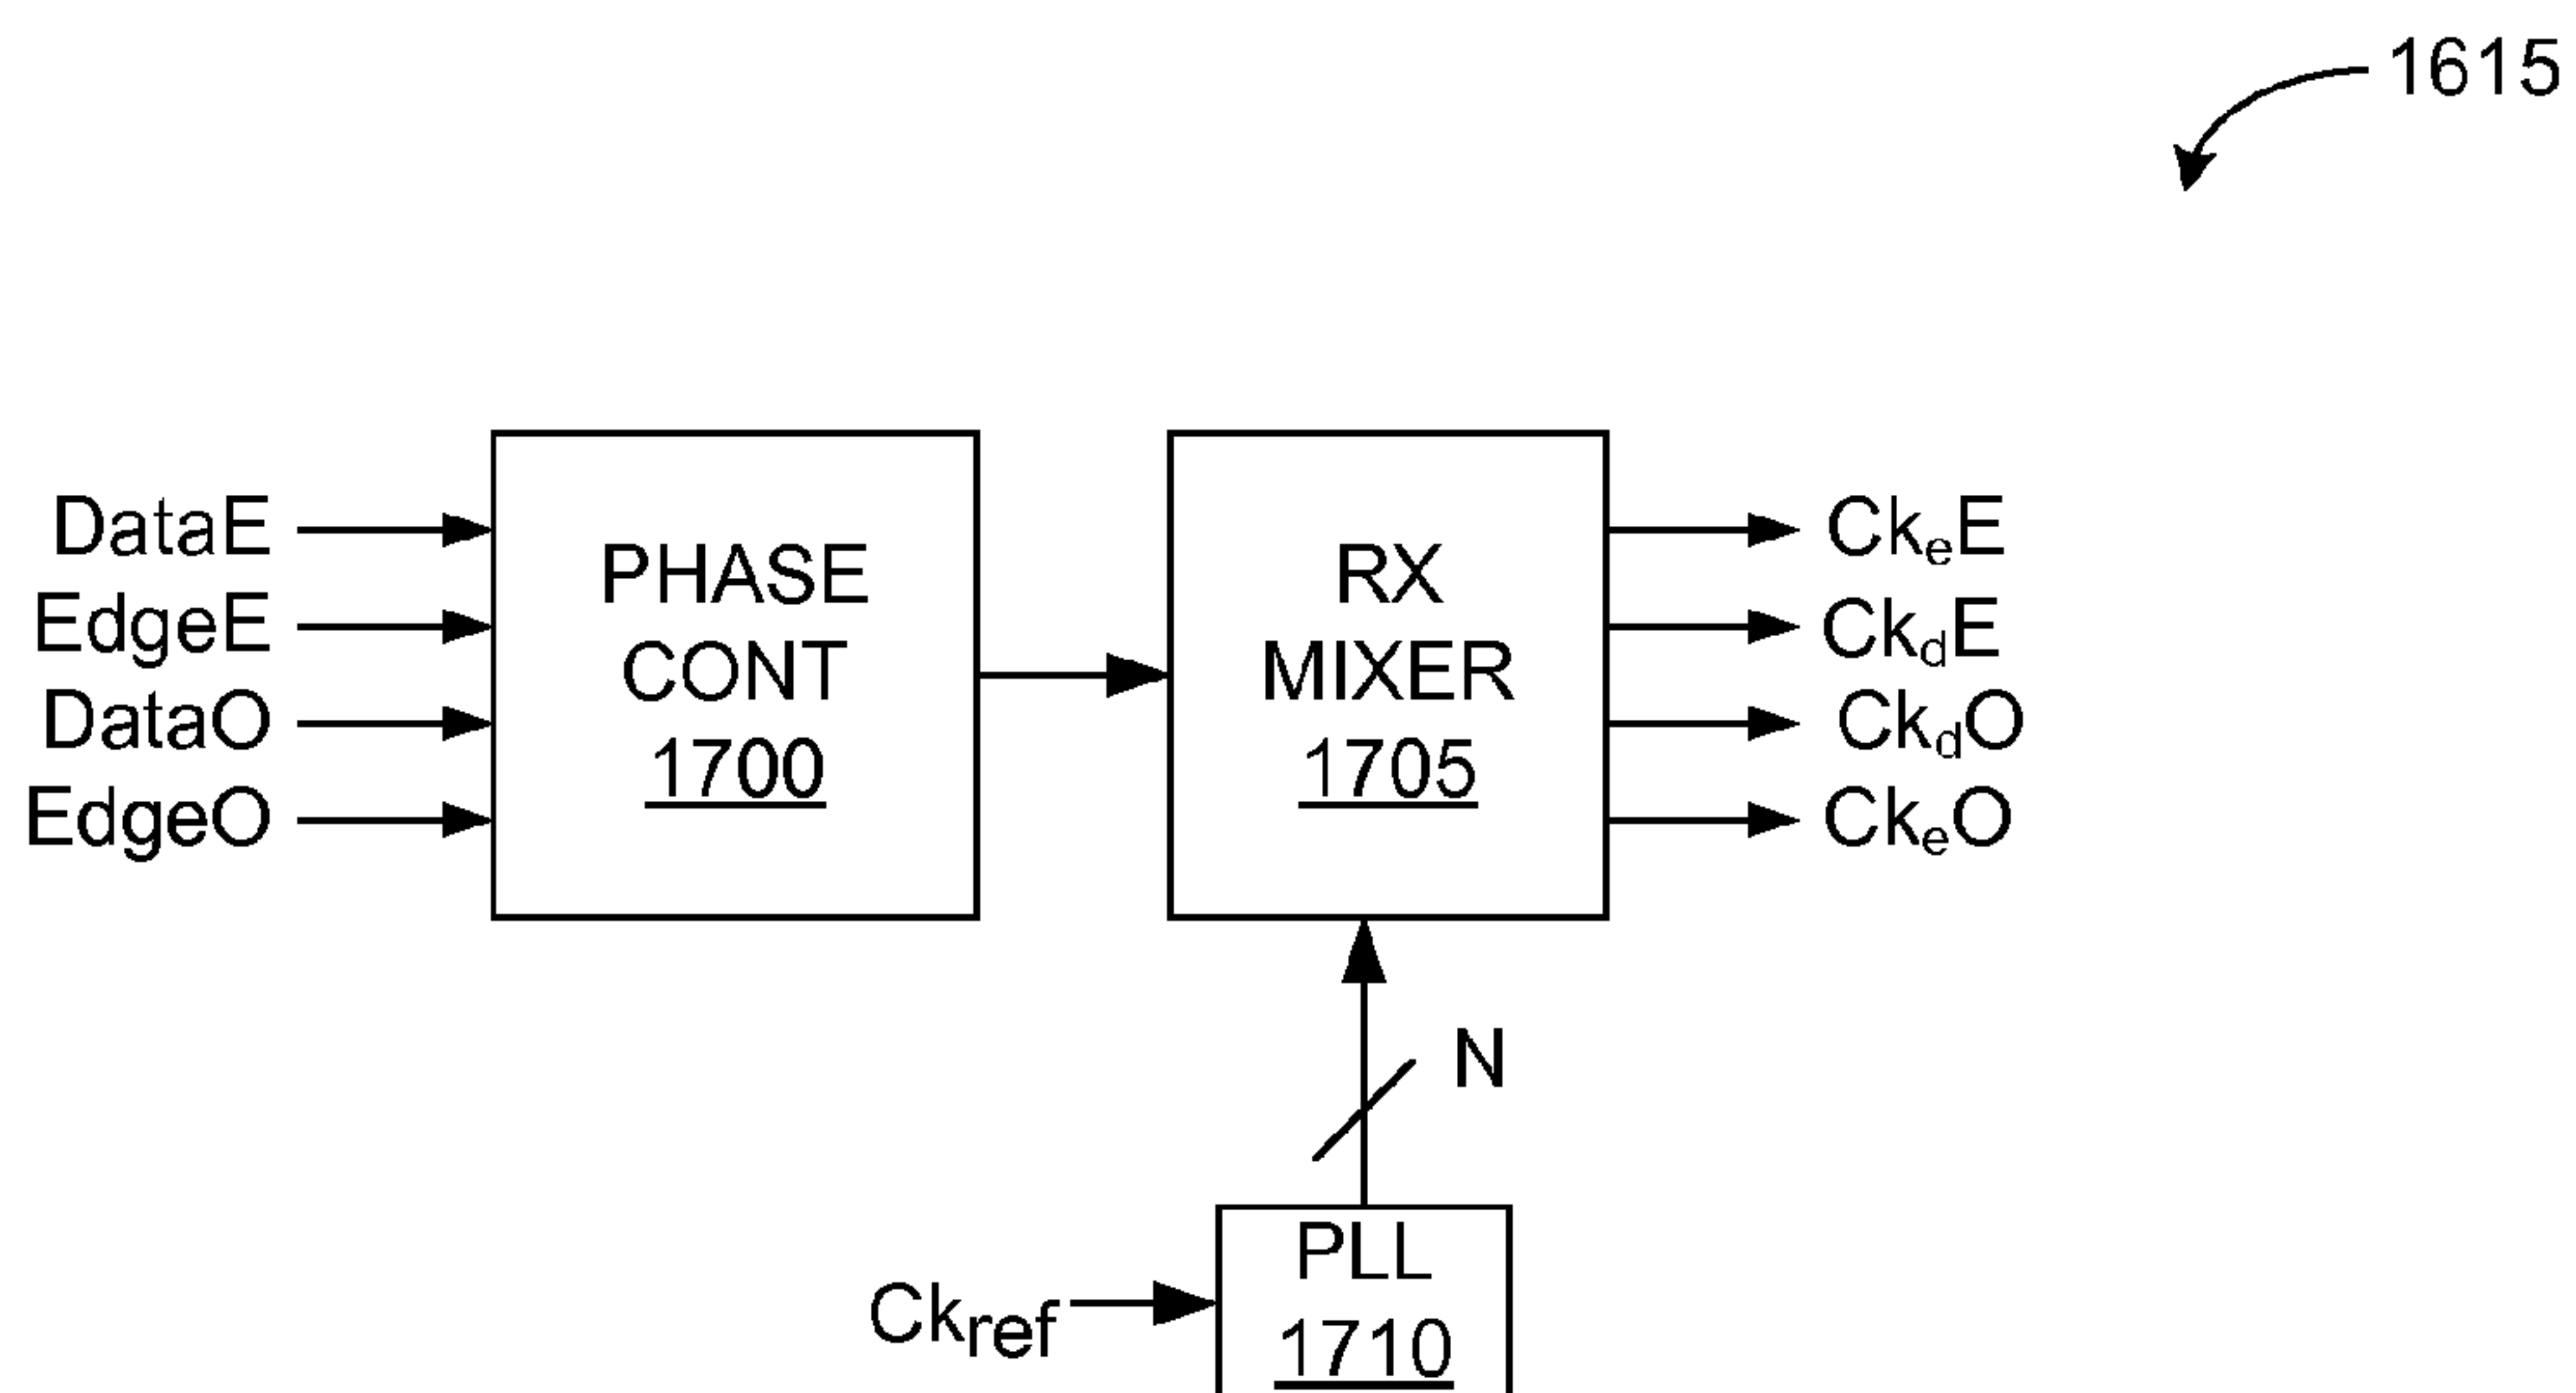 1615
DataE
EdgeE
DataO
EdgeO
PHASE
CONT
1700
RX
MIXER
1705
CkeE
CkdE
CkdO
CkeO
N
Ckref
PLL
1710